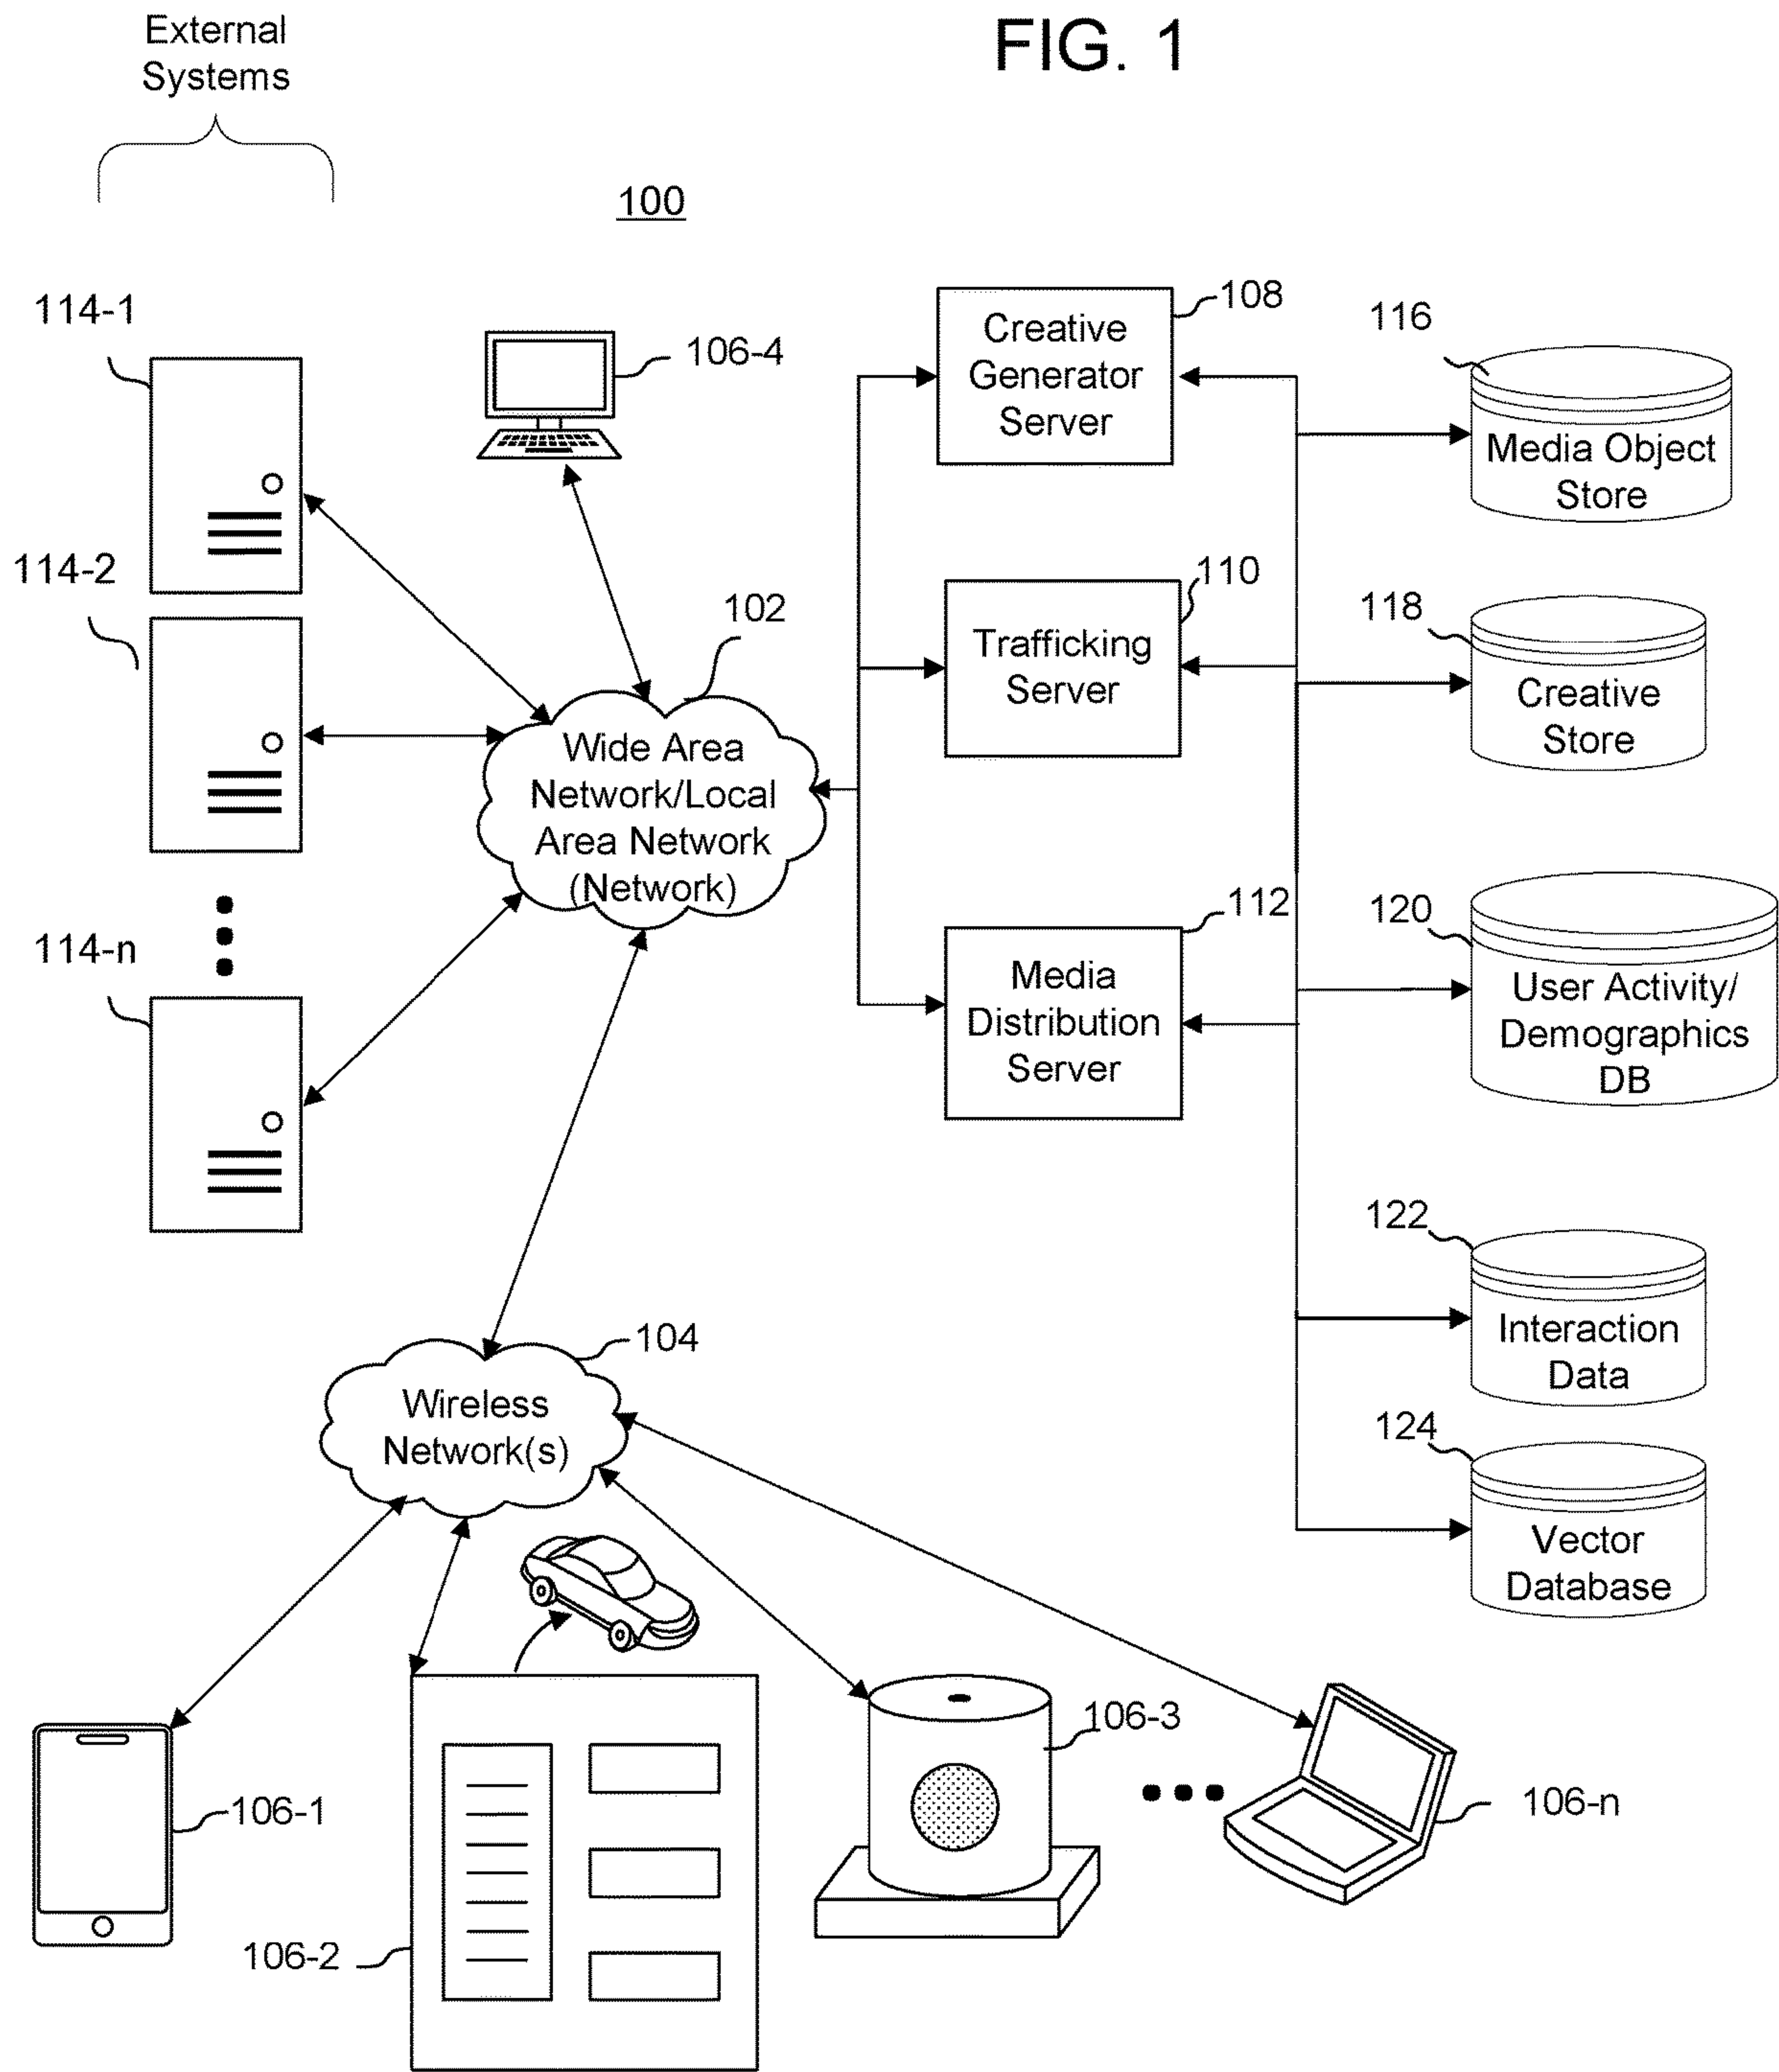 External
Systems
FIG. 1
100
114-1
106-4
108
Creative
Generator
Server
116
Media Object
Store
114-2
102
110
Trafficking
Server
118
Creative
Store
Wide Area
Network/Local
Area Network
(Network)
114-n
112
Media
Distribution
Server
120
User Activity/
Demographics
DB
122
Interaction
Data
104
Wireless
Network(s)
124
Vector
Database
106-1
106-2
106-3
106-n